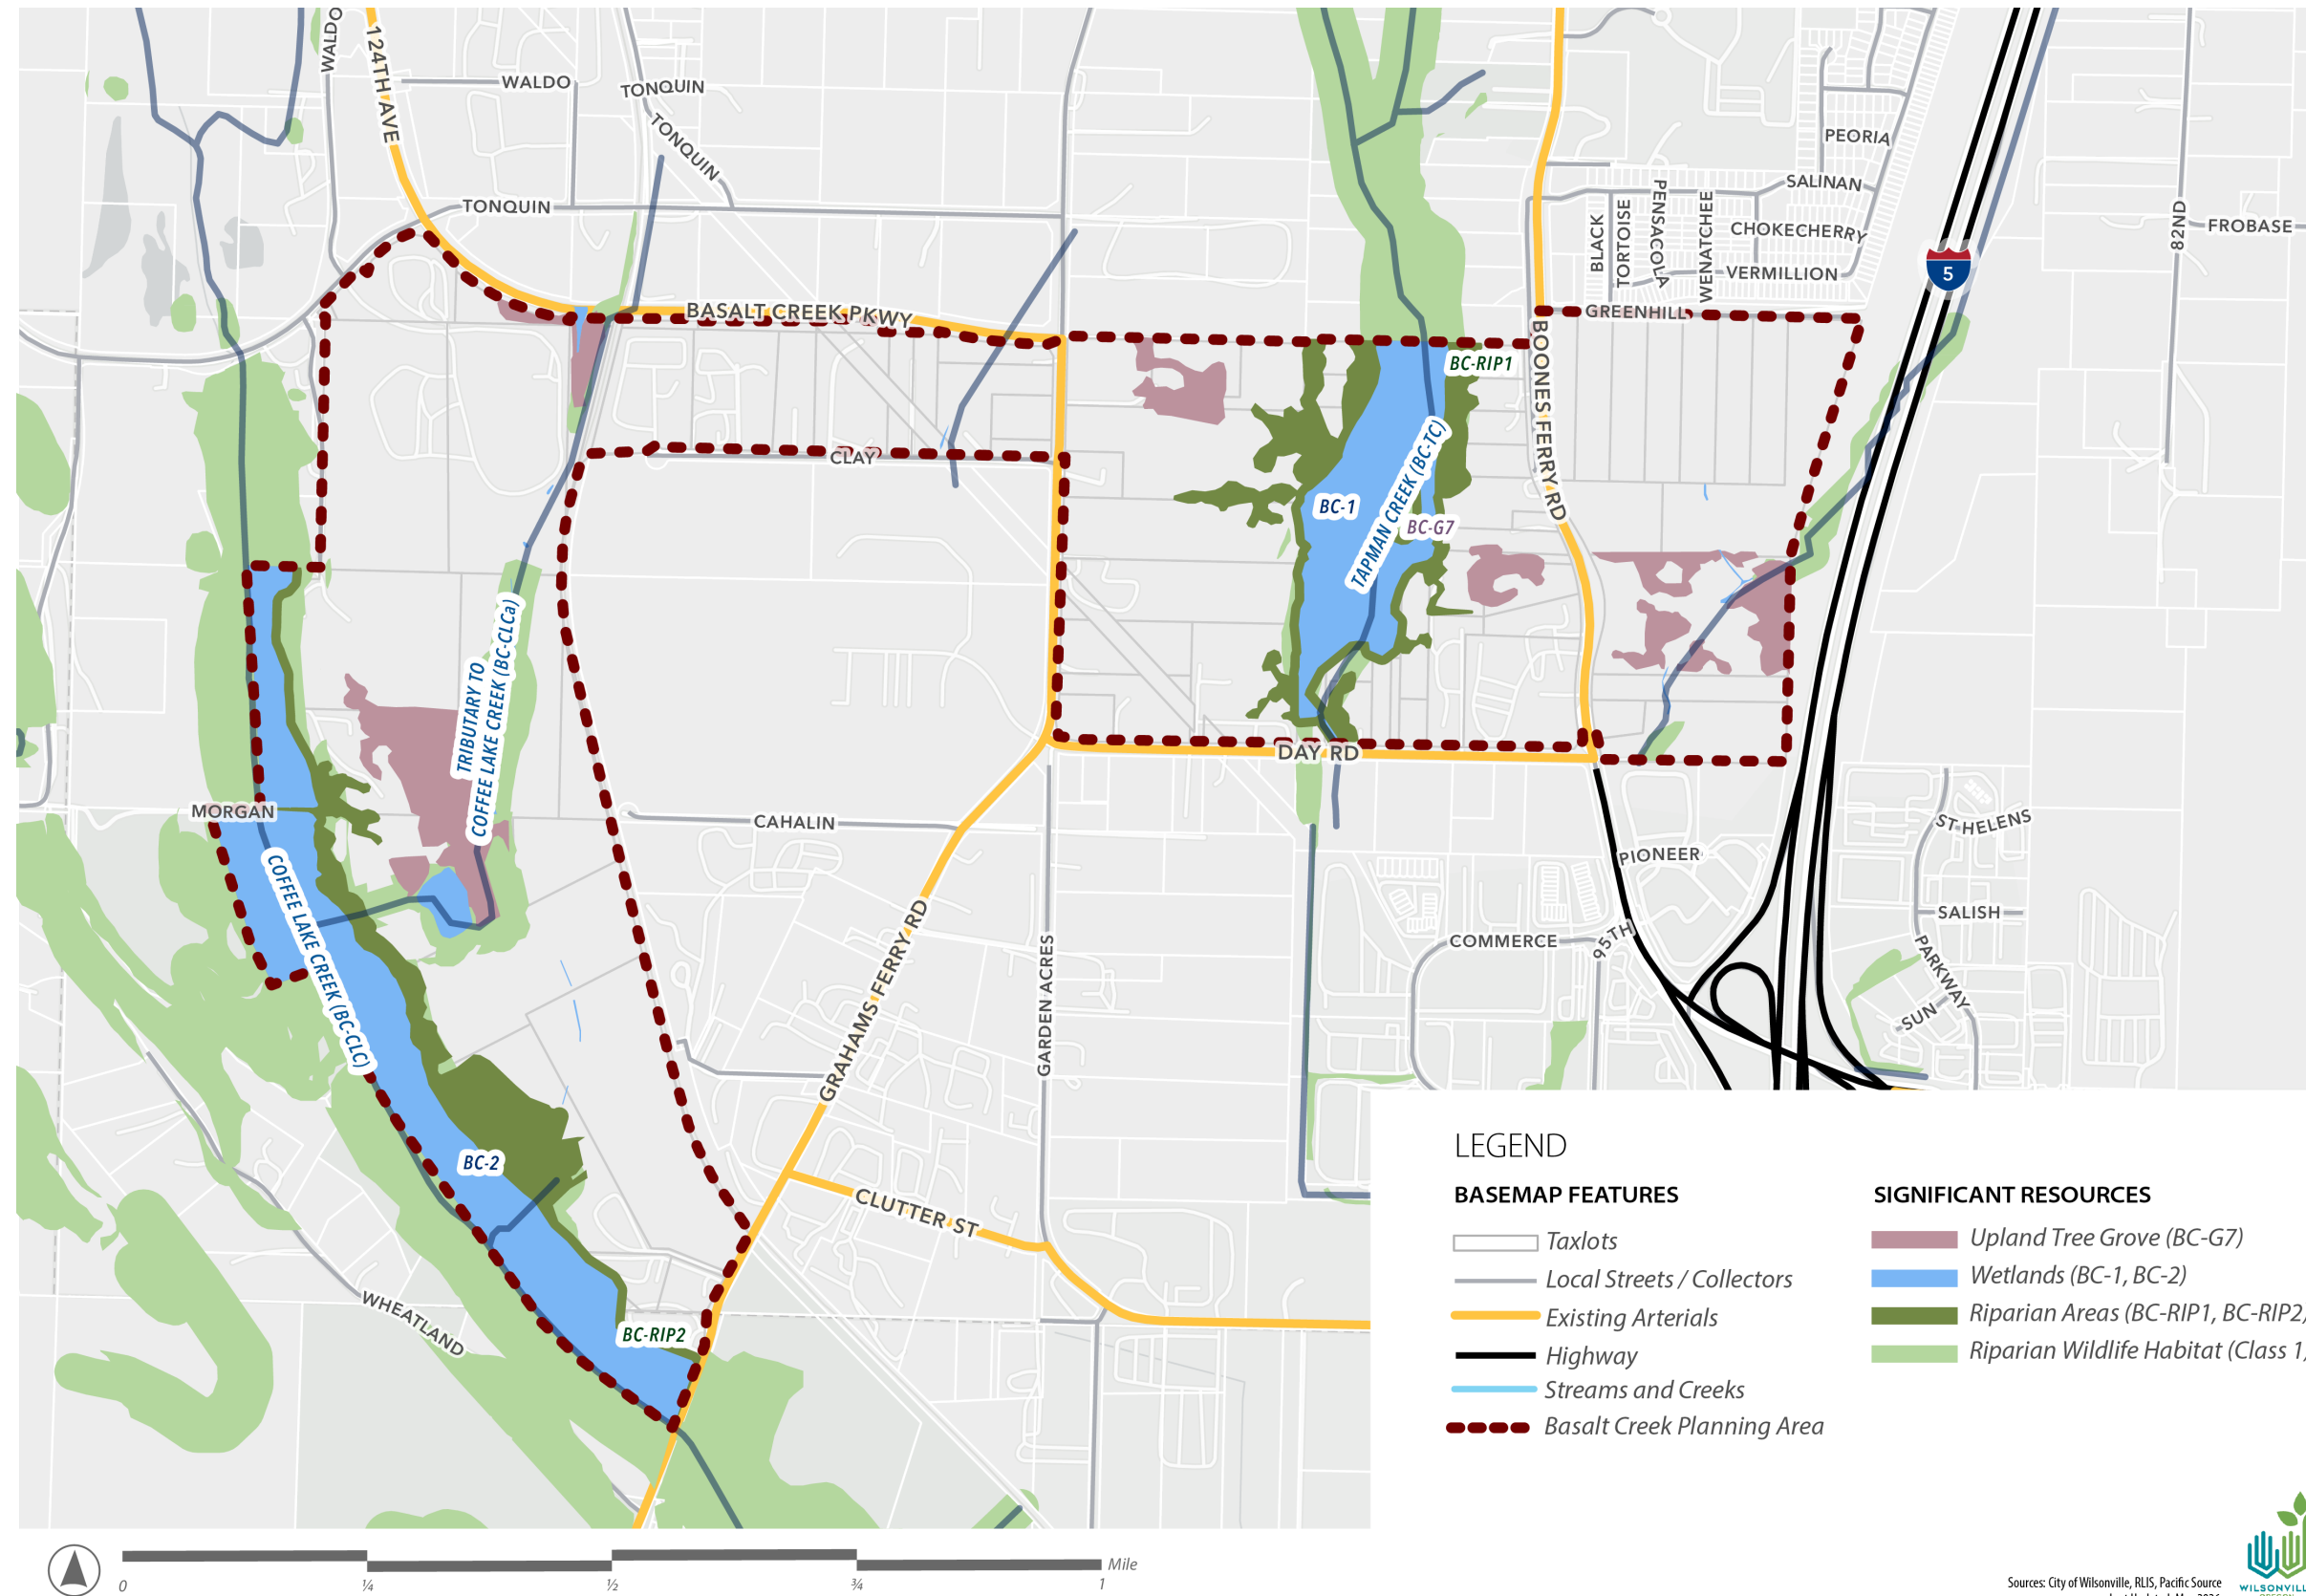 WALDO
124TH AVE
WALDO
TONQUIN
TONQUIN
TONQUIN
PEORIA
SALINAN
BLACK
TORTOISE
PENSACOLA
WENATCHEE
CHOKECHERRY
VERMILLION
82ND
FROBASE
5
GREENHILL
BASALT CREEK PKWY
BOONES FERRY RD
BC-RIP1
CLAY
BC-1
TAPMAN CREEK (BC-TC)
BC-G7
TRIBUTARY TO
COFFEE LAKE CREEK (BC-CLCa)
DAY RD
MORGAN
CAHALIN
ST HELENS
PIONEER
COFFEE LAKE CREEK (BC-CLC)
GRAHAMS FERRY RD
GARDEN ACRES
COMMERCE
95TH
SALISH
PARKWAY
SUN
BC-2
CLUTTER ST
WHEATLAND
BC-RIP2
LEGEND
BASEMAP FEATURES
Taxlots
Local Streets / Collectors
Existing Arterials
Highway
Streams and Creeks
Basalt Creek Planning Area
SIGNIFICANT RESOURCES
Upland Tree Grove (BC-G7)
Wetlands (BC-1, BC-2)
Riparian Areas (BC-RIP1, BC-RIP2)
Riparian Wildlife Habitat (Class 1,
0 ¼ ½ ¾ 1 Mile
Sources: City of Wilsonville, RLIS, Pacific Source
WILSONVILL